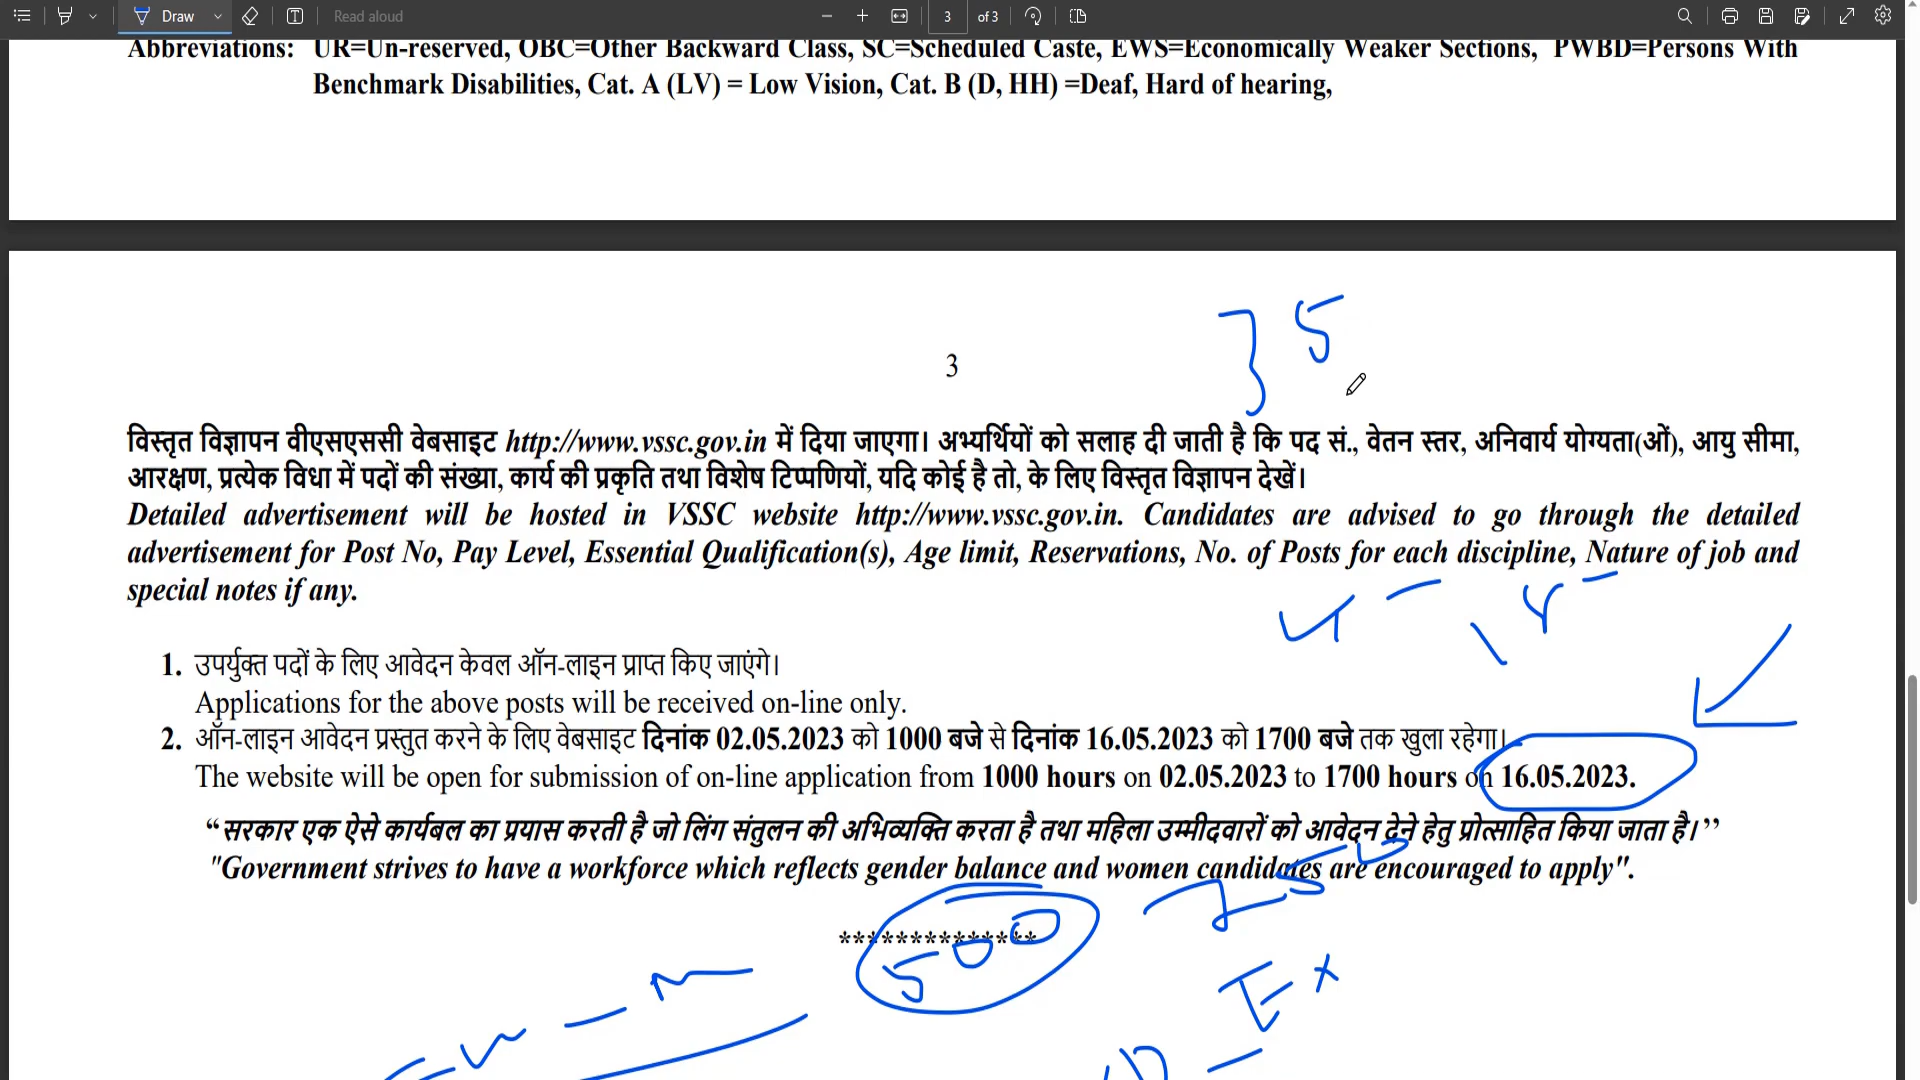 Draw
Read aloud
3
of 3
Abbreviations: UR=Un-reserved, OBC=Other Backward Class, SC=Scheduled Caste, EWS=Economically Weaker Sections, PWBD=Persons With
Benchmark Disabilities, Cat. A (LV) = Low Vision, Cat. B (D, HH) =Deaf, Hard of hearing,
35
3
विस्तृत विज्ञापन वीएसएससी वेबसाइट http://www.vssc.gov.in में दिया जाएगा। अभ्यर्थियों को सलाह दी जाती है कि पद सं., वेतन स्तर, अनिवार्य योग्यता(ओं), आयु सीमा,
आरक्षण, प्रत्येक विधा में पदों की संख्या, कार्य की प्रकृति तथा विशेष टिप्पणियों, यदि कोई है तो, के लिए विस्तृत विज्ञापन देखें।
Detailed advertisement will be hosted in VSSC website http://www.vssc.gov.in. Candidates are advised to go through the detailed
advertisement for Post No, Pay Level, Essential Qualification(s), Age limit, Reservations, No. of Posts for each discipline, Nature of job and
special notes if any.
1. उपर्युक्त पदों के लिए आवेदन केवल ऑन-लाइन प्राप्त किए जाएंगे।
Applications for the above posts will be received on-line only.
2. ऑन-लाइन आवेदन प्रस्तुत करने के लिए वेबसाइट दिनांक 02.05.2023 को 1000 बजे से दिनांक 16.05.2023 को 1700 बजे तक खुला रहेगा।
The website will be open for submission of on-line application from 1000 hours on 02.05.2023 to 1700 hours on 16.05.2023.
“सरकार एक ऐसे कार्यबल का प्रयास करती है जो लिंग संतुलन की अभिव्यक्ति करता है तथा महिला उम्मीदवारों को आवेदन देने हेतु प्रोत्साहित किया जाता है।”
"Government strives to have a workforce which reflects gender balance and women candidates are encouraged to apply".
**************
500
750
Ex